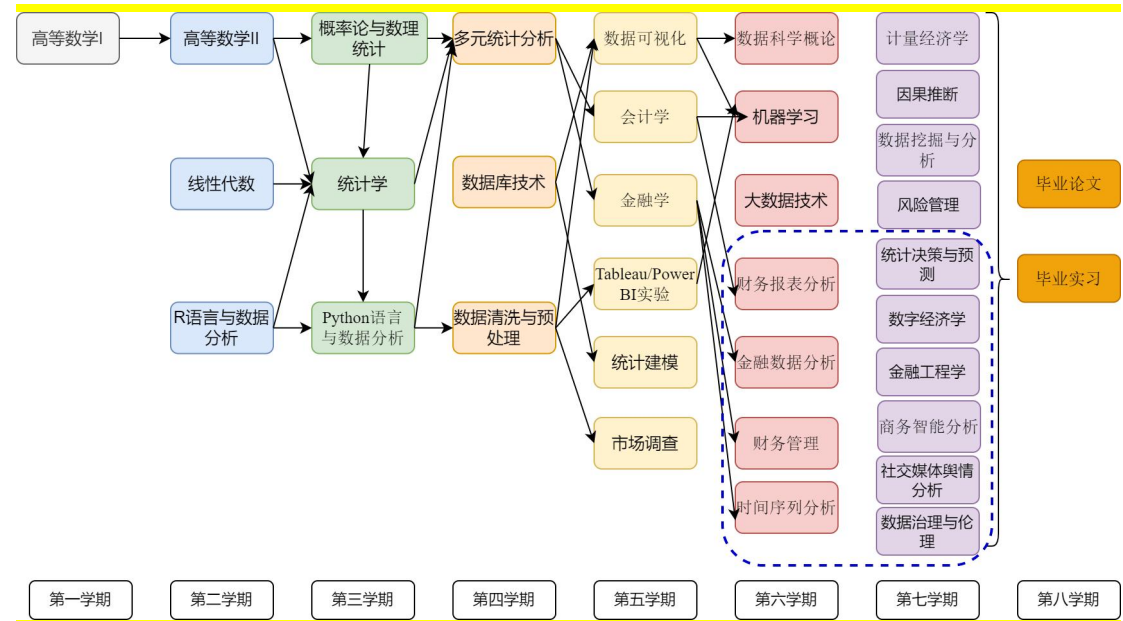 高等数学I
高等数学II
线性代数
R语言与数据
分析
概率论与数理
统计
统计学
Python语言
与数据分析
多元统计分析
数据库技术
数据清洗与预
处理
数据可视化
会计学
金融学
Tableau/Power
BI实验
统计建模
市场调查
数据科学概论
机器学习
大数据技术
财务报表分析
金融数据分析
财务管理
时间序列分析
计量经济学
因果推断
数据挖掘与分
析
风险管理
统计决策与预
测
数字经济学
金融工程学
商务智能分析
社交媒体舆情
分析
数据治理与伦
理
毕业论文
毕业实习
第一学期
第二学期
第三学期
第四学期
第五学期
第六学期
第七学期
第八学期